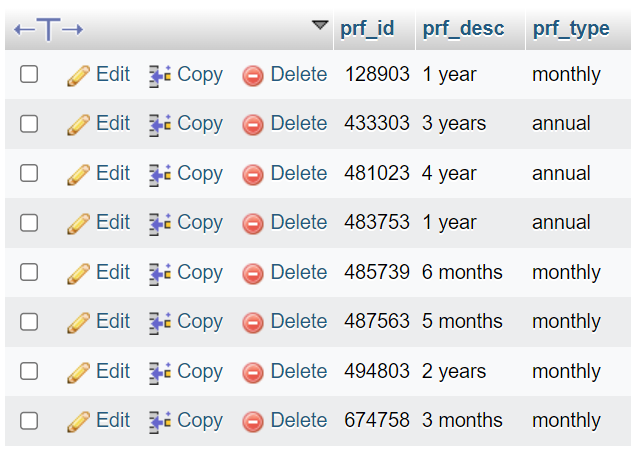 prf_id prf_desc prf_type
Edit Copy Delete 128903 1 year monthly
Edit Copy Delete 433303 3 years annual
Edit Copy Delete 481023 4 year annual
Edit Copy Delete 483753 1 year annual
Edit Copy Delete 485739 6 months monthly
Edit Copy Delete 487563 5 months monthly
Edit Copy Delete 494803 2 years monthly
Edit Copy Delete 674758 3 months monthly